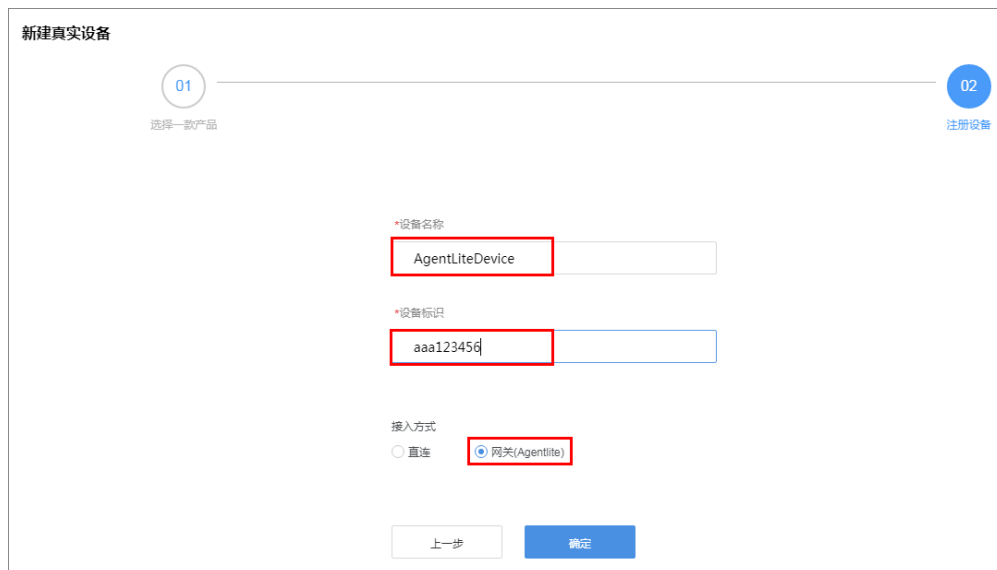 新建真实设备
01
02
选择一款产品
注册设备
*设备名称
AgentLiteDevice
*设备标识
aaa123456
接入方式
直连 网关(Agentlite)
上一步 确定